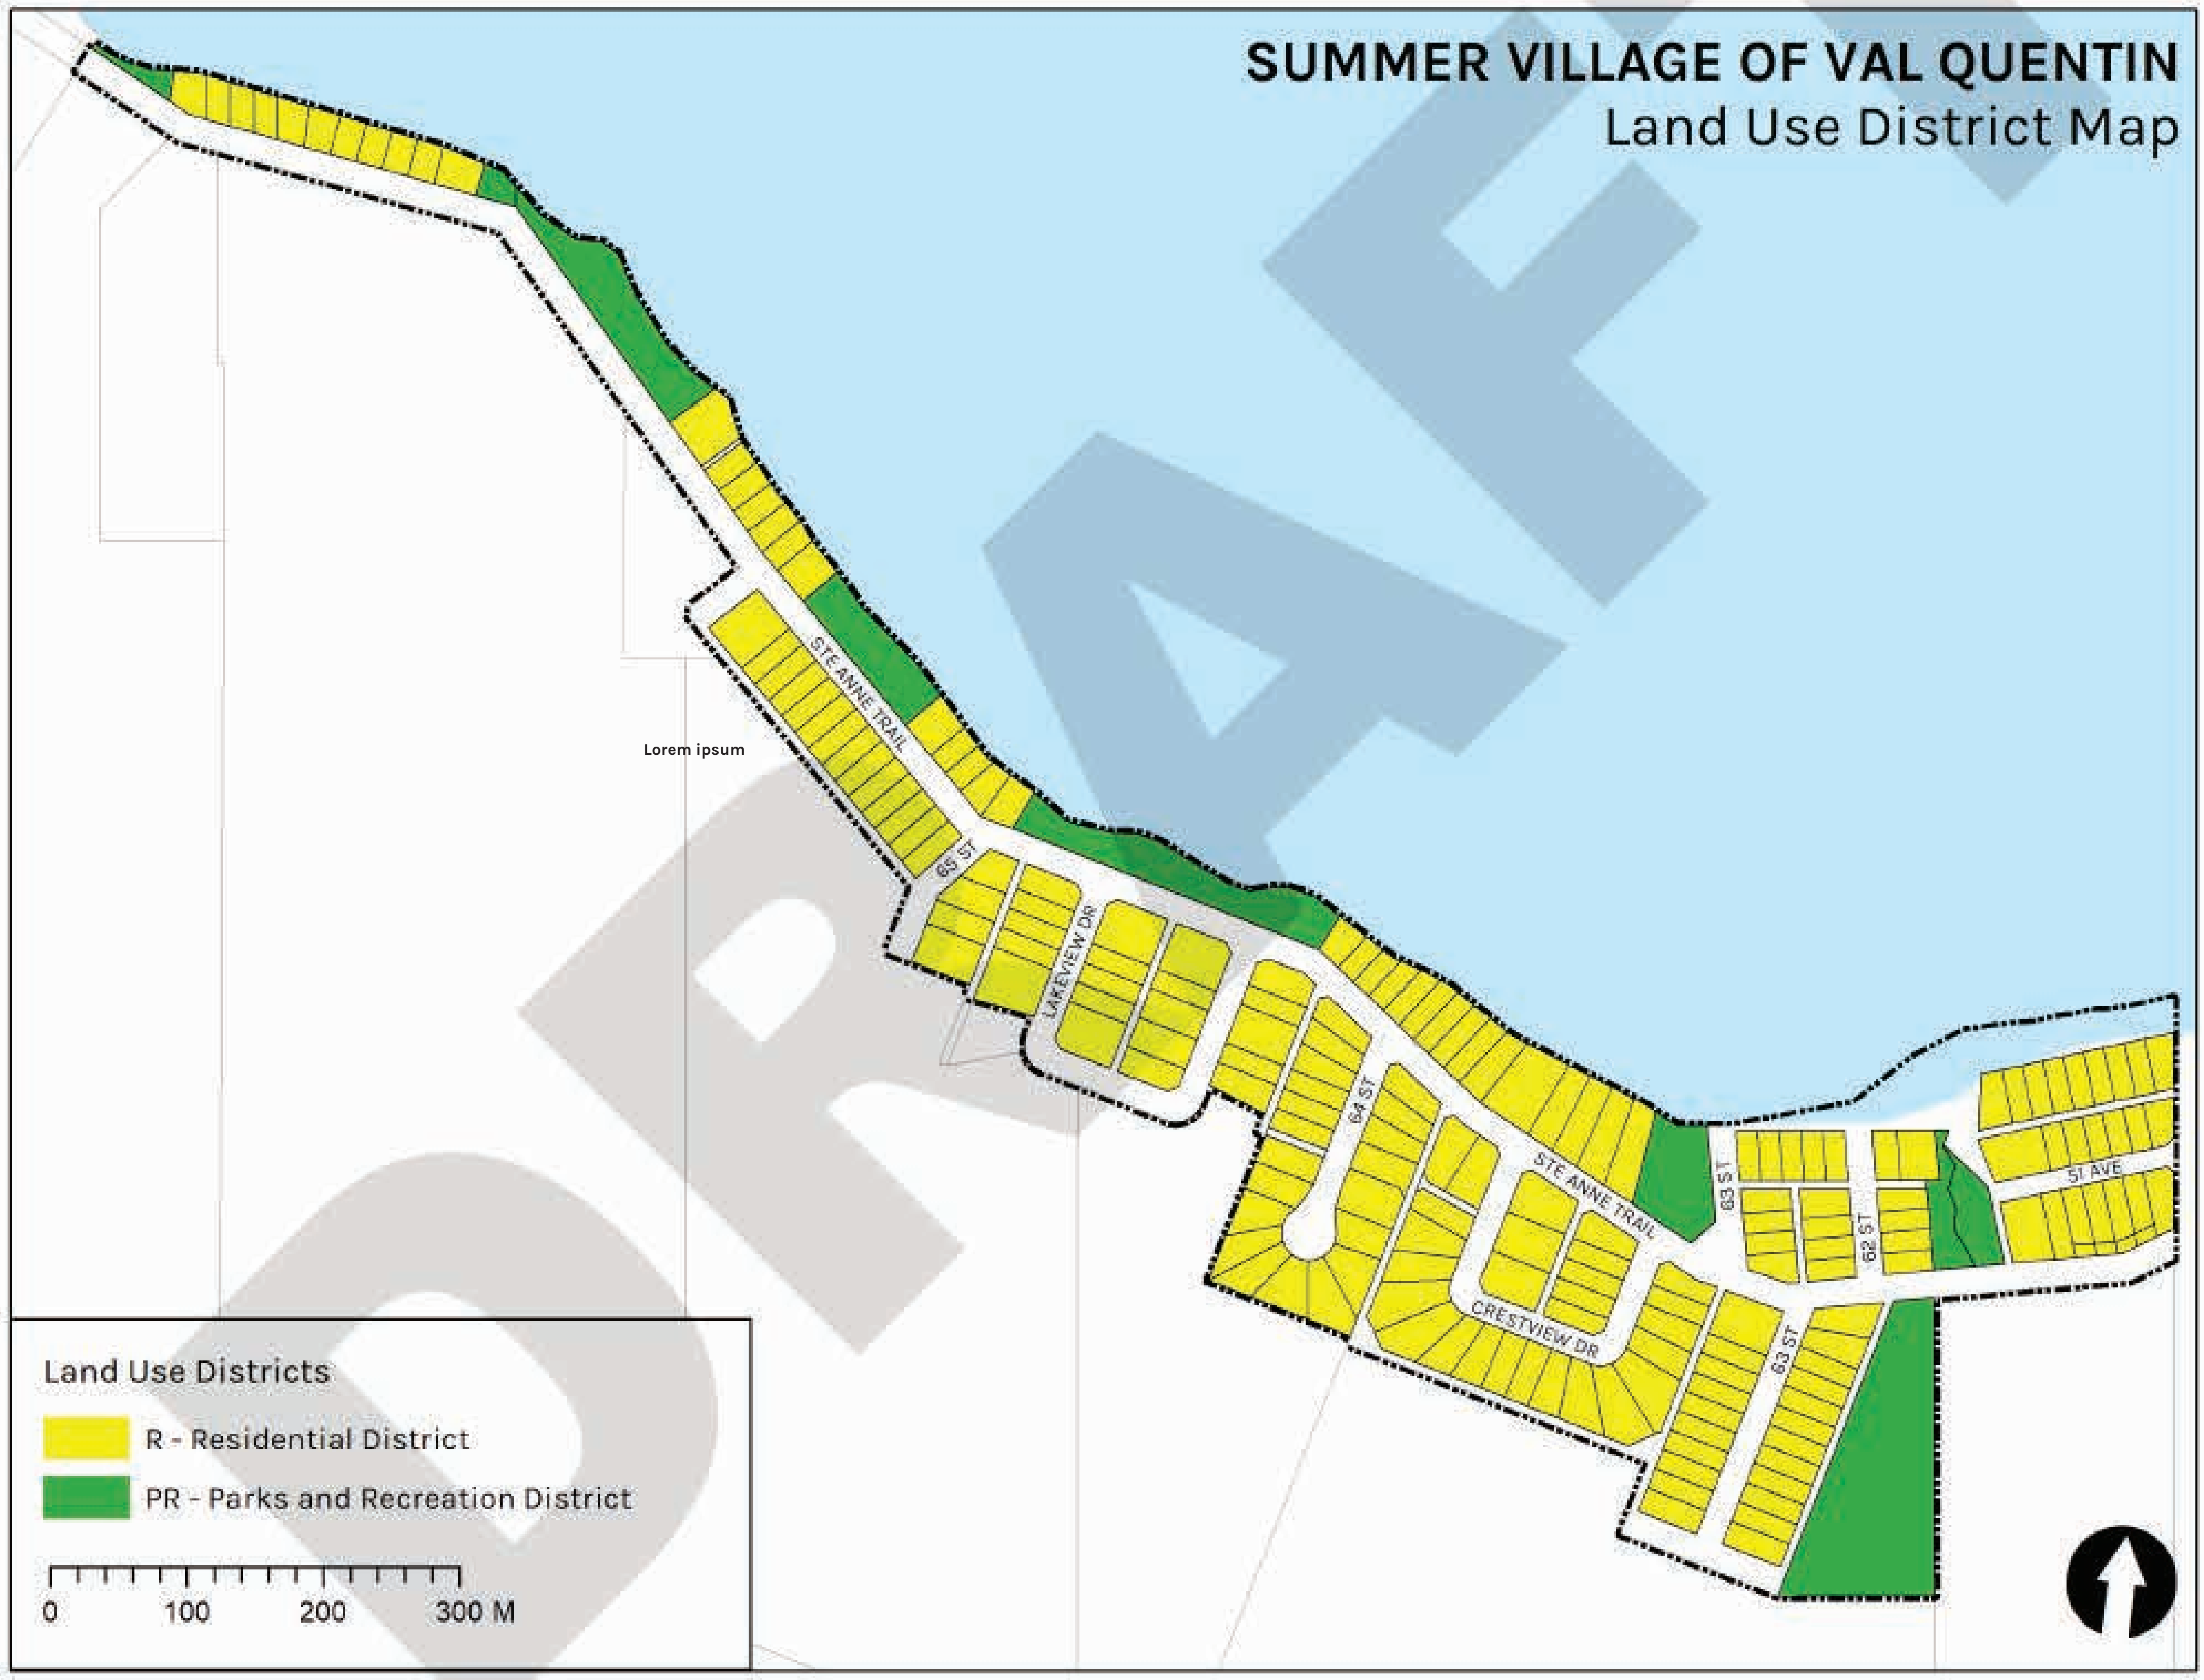 SUMMER VILLAGE OF VAL QUENTIN
Land Use District Map
STE ANNE TRAIL
Lorem ipsum
65 ST
LAKEVIEW DR
64 ST
STE ANNE TRAIL
63 ST
62 ST
51 AVE
CRESTVIEW DR
63 ST
Land Use Districts
R - Residential District
PR - Parks and Recreation District
0 100 200 300 M
DRAFT